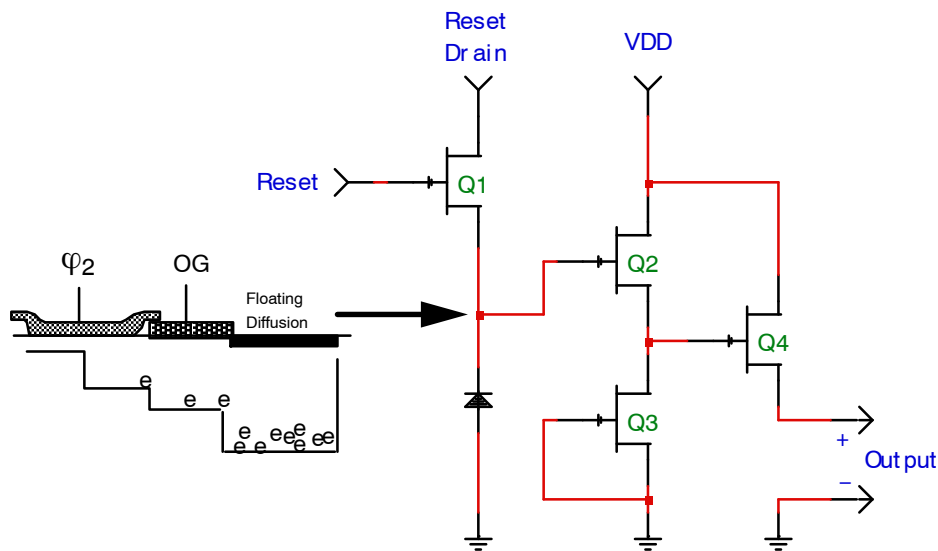 Reset
Drain
VDD
Reset
Q1
φ2
OG
Floating
Diffusion
Q2
Q4
Q3
e
e e
e e e e e e e e e
+
Output
−